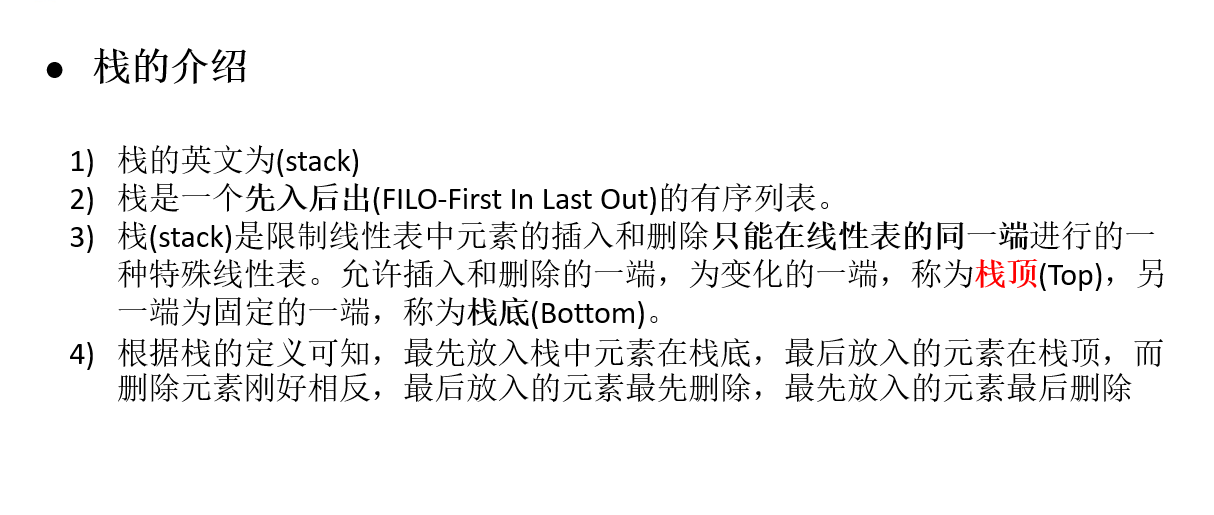 ● 栈的介绍
1) 栈的英文为(stack)
2) 栈是一个先入后出(FILO-First In Last Out)的有序列表。
3) 栈(stack)是限制线性表中元素的插入和删除只能在线性表的同一端进行的一
种特殊线性表。允许插入和删除的一端，为变化的一端，称为栈顶(Top)，另
一端为固定的一端，称为栈底(Bottom)。
4) 根据栈的定义可知，最先放入栈中元素在栈底，最后放入的元素在栈顶，而
删除元素刚好相反，最后放入的元素最先删除，最先放入的元素最后删除